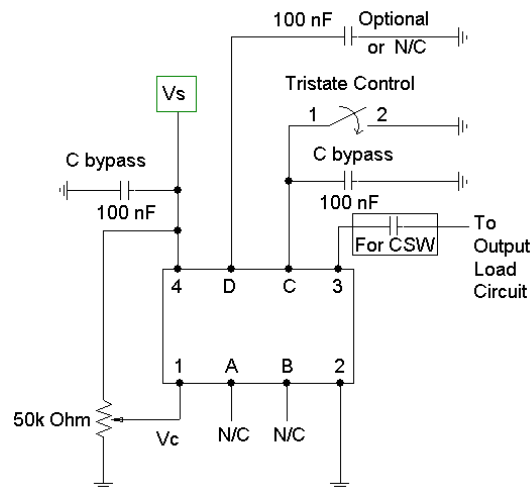 100 nF
Optional
or N/C
Vs
Tristate Control
1 2
C bypass
100 nF
C bypass
100 nF
For CSW
To
Output
Load
Circuit
4 D C 3
1 A B 2
50k Ohm
Vc
N/C N/C